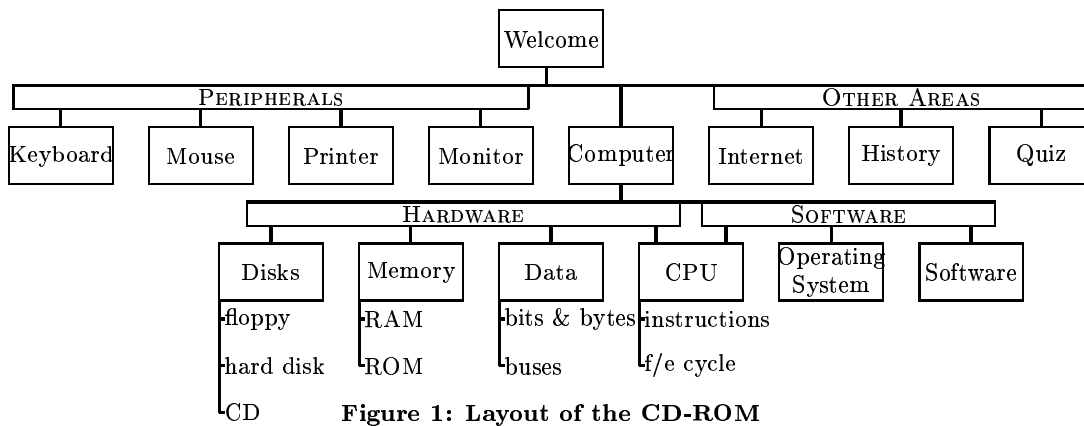 Welcome
PERIPHERALS OTHER AREAS
Keyboard Mouse Printer Monitor Computer Internet History Quiz
HARDWARE SOFTWARE
Disks Memory Data CPU Operating System Software
floppy RAM bits & bytes instructions
hard disk ROM buses f/e cycle
CD
Figure 1: Layout of the CD-ROM